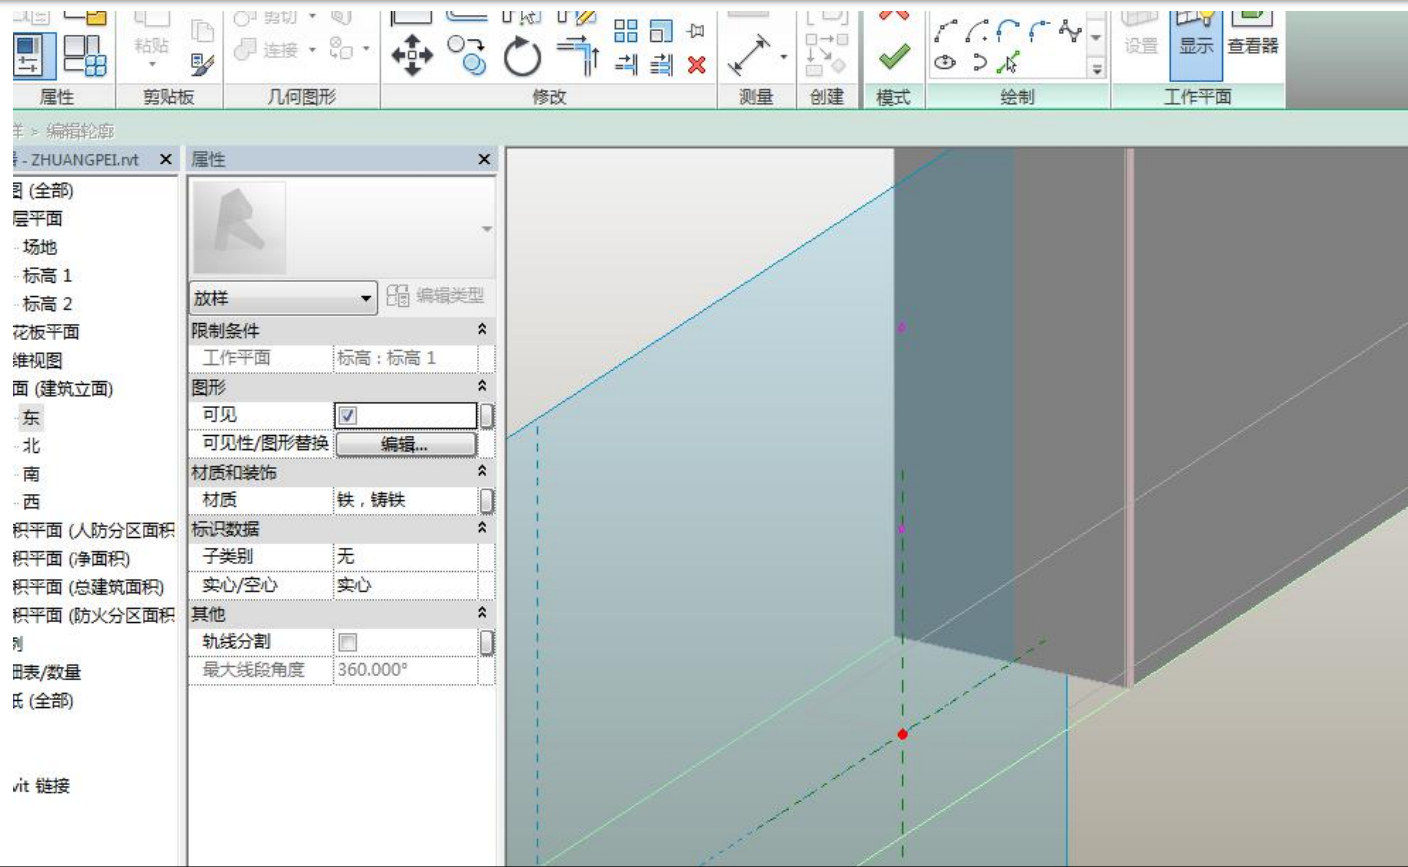 剪切
粘贴
连接
设置
显示
查看器
属性
剪贴板
几何图形
修改
测量
创建
模式
绘制
工作平面
样 > 编辑轮廓
- ZHUANGPEI.rvt
属性
图 (全部)
层平面
场地
标高 1
标高 2
花板平面
维视图
面 (建筑立面)
东
北
南
西
积平面 (人防分区面积
积平面 (净面积)
积平面 (总建筑面积)
积平面 (防火分区面积
例
细表/数量
纸 (全部)
vit 链接
放样
编辑类型
限制条件
工作平面 标高 : 标高 1
图形
可见
可见性/图形替换 编辑...
材质和装饰
材质 铁，铸铁
标识数据
子类别 无
实心/空心 实心
其他
轨线分割
最大线段角度 360.000°